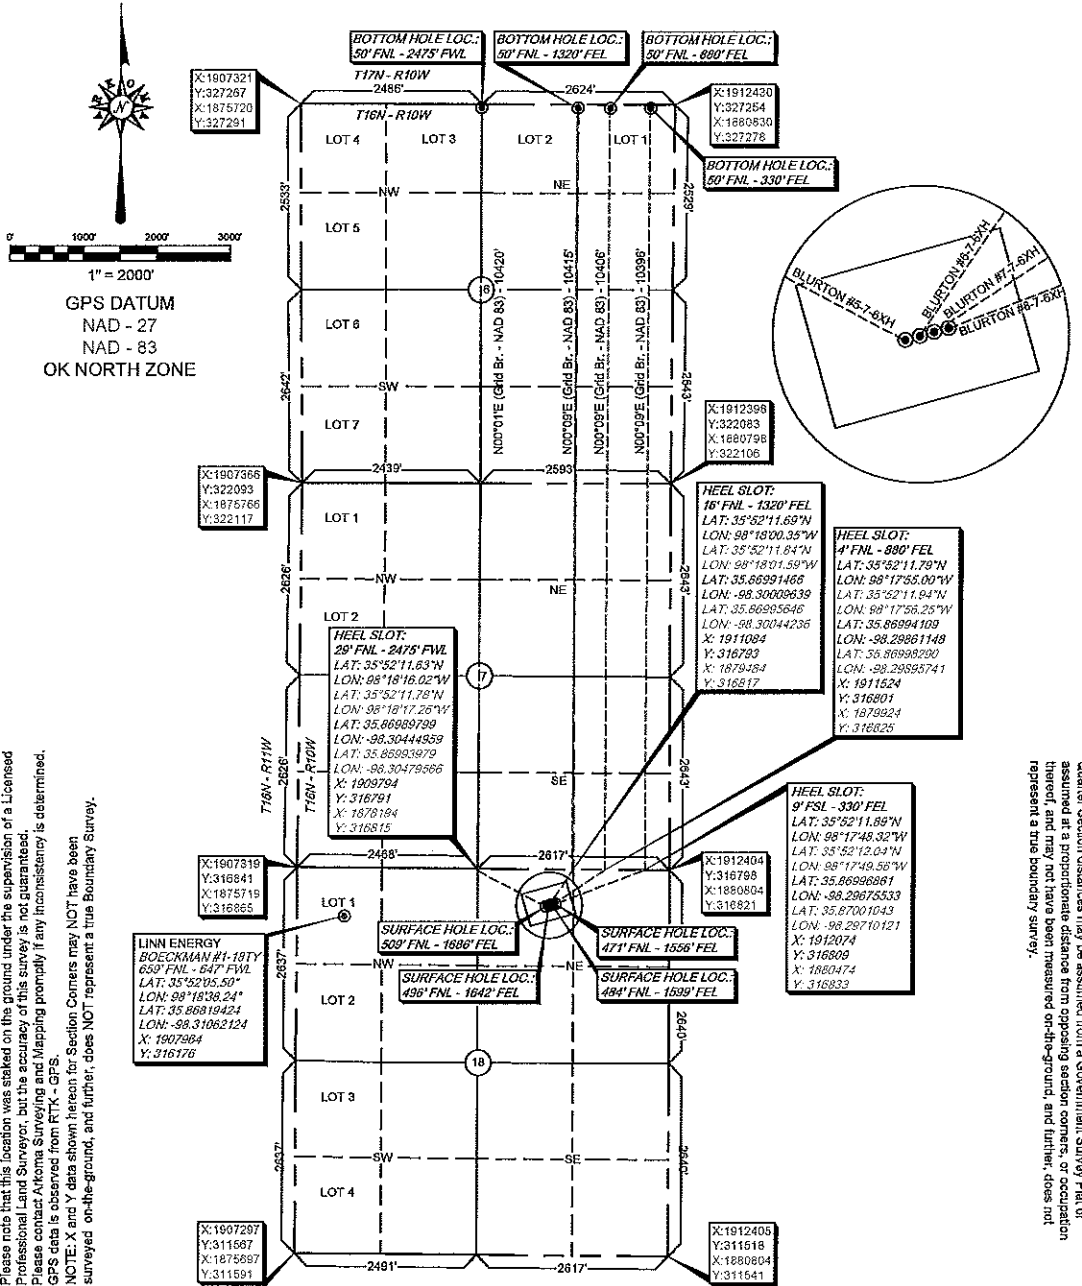 BOTTOM HOLE LOC.:
50' FNL - 2475' FWL
BOTTOM HOLE LOC.:
50' FNL - 1320' FEL
BOTTOM HOLE LOC.:
50' FNL - 880' FEL
T17N - R10W
2486'
2624'
T16N - R10W
X:1907321
Y:327267
X:1875720
Y:327291
X:1912420
Y:327254
X:1880830
Y:327278
BOTTOM HOLE LOC.:
50' FNL - 330' FEL
N
0'
1000'
2000'
3000'
1" = 2000'
GPS DATUM
NAD - 27
NAD - 83
OK NORTH ZONE
LOT 4
LOT 3
LOT 2
LOT 1
NW
NE
2533'
2529'
LOT 5
6
LOT 6
SW
2642'
2643'
LOT 7
N00°01'E (Grid Br. - NAD 83) - 10420'
N00°09'E (Grid Br. - NAD 83) - 10415'
N00°09'E (Grid Br. - NAD 83) - 10406'
N00°09'E (Grid Br. - NAD 83) - 10396'
BLURTON #5-7-6XH
BLURTON #6-7-6XH
BLURTON #7-7-6XH
BLURTON #8-7-6XH
X:1912398
Y:322083
X:1880798
Y:322106
X:1907366
Y:322093
X:1875766
Y:322117
2439'
2593'
LOT 1
NW
NE
2626'
2643'
LOT 2
7
HEEL SLOT:
16' FNL - 1320' FEL
LAT: 35°52'11.69"N
LON: 98°18'00.35"W
LAT: 35°52'11.84"N
LON: 98°18'01.59"W
LAT: 35.86991466
LON: -98.30009639
LAT: 35.86995646
LON: -98.30044236
X: 1911084
Y: 316793
X: 1879484
Y: 316817
HEEL SLOT:
4' FNL - 880' FEL
LAT: 35°52'11.79"N
LON: 98°17'55.00"W
LAT: 35°52'11.94"N
LON: 98°17'56.25"W
LAT: 35.86994109
LON: -98.29861148
LAT: 35.86998290
LON: -98.29895741
X: 1911524
Y: 316801
X: 1879924
Y: 316825
HEEL SLOT:
29' FNL - 2475' FWL
LAT: 35°52'11.63"N
LON: 98°18'16.02"W
LAT: 35°52'11.78"N
LON: 98°18'17.26"W
LAT: 35.86989799
LON: -98.30444959
LAT: 35.86993979
LON: -98.30479566
X: 1909794
Y: 316791
X: 1878194
Y: 316815
HEEL SLOT:
9' FSL - 330' FEL
LAT: 35°52'11.89"N
LON: 98°17'48.32"W
LAT: 35°52'12.04"N
LON: 98°17'49.56"W
LAT: 35.86996861
LON: -98.29675533
LAT: 35.87001043
LON: -98.29710121
X: 1912074
Y: 316809
X: 1880474
Y: 316833
SE
T16N - R11W
T16N - R10W
2626'
2643'
X:1907319
Y:316841
X:1875719
Y:316865
2468'
2617'
X:1912404
Y:316798
X:1880804
Y:316821
LOT 1
LINN ENERGY
BOECKMAN #1-18TY
659' FNL - 647' FWL
LAT: 35°52'05.50"
LON: 98°18'38.24"
LAT: 35.86819424
LON: -98.31062124
X: 1907964
Y: 316176
SURFACE HOLE LOC.:
509' FNL - 1686' FEL
SURFACE HOLE LOC.:
471' FNL - 1556' FEL
SURFACE HOLE LOC.:
496' FNL - 1642' FEL
SURFACE HOLE LOC.:
484' FNL - 1599' FEL
NW
NE
2637'
2640'
LOT 2
18
LOT 3
SW
SE
2637'
2640'
LOT 4
X:1907297
Y:311567
X:1875697
Y:311591
2491'
2617'
X:1912405
Y:311518
X:1880804
Y:311541
Please note that this location was staked on the ground under the supervision of a Licensed
Professional Land Surveyor, but the accuracy of this survey is not guaranteed.
Please contact Arkoma Surveying and Mapping promptly if any inconsistency is determined.
GPS data is observed from RTK - GPS.
NOTE: X and Y data shown hereon for Section Corners may NOT have been
surveyed on-the-ground, and further, does NOT represent a true Boundary Survey.
assumed at a proportionate distance from opposing section corners, or occupation
thereof, and may not have been measured on-the-ground, and further, does not
represent a true boundary survey.